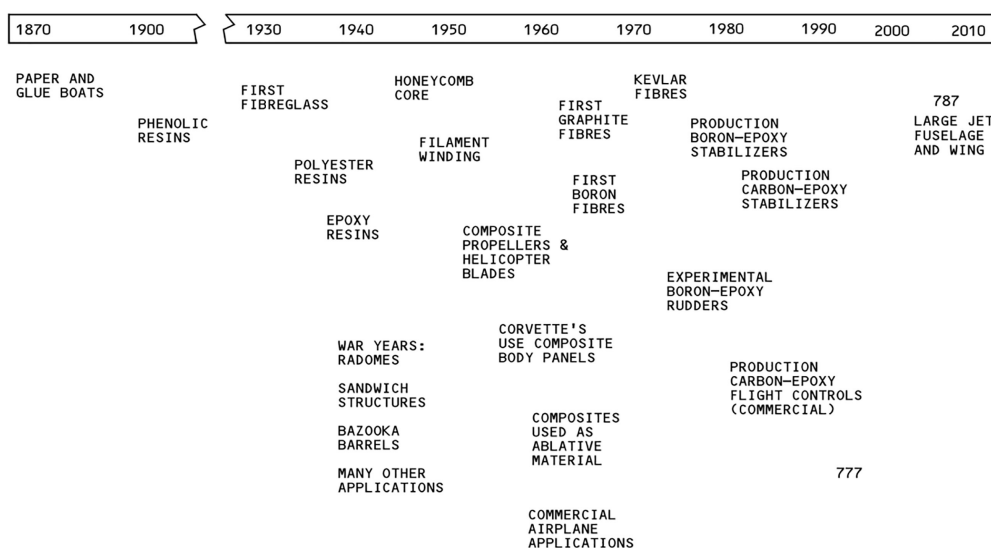 1870 1900 1930 1940 1950 1960 1970 1980 1990 2000 2010
PAPER AND
GLUE BOATS
PHENOLIC
RESINS
FIRST
FIBREGLASS
POLYESTER
RESINS
EPOXY
RESINS
WAR YEARS:
RADOMES
SANDWICH
STRUCTURES
BAZOOKA
BARRELS
MANY OTHER
APPLICATIONS
HONEYCOMB
CORE
FILAMENT
WINDING
COMPOSITE
PROPELLERS &
HELICOPTER
BLADES
CORVETTE'S
USE COMPOSITE
BODY PANELS
COMPOSITES
USED AS
ABLATIVE
MATERIAL
COMMERCIAL
AIRPLANE
APPLICATIONS
FIRST
GRAPHITE
FIBRES
FIRST
BORON
FIBRES
KEVLAR
FIBRES
PRODUCTION
BORON-EPOXY
STABILIZERS
PRODUCTION
CARBON-EPOXY
STABILIZERS
EXPERIMENTAL
BORON-EPOXY
RUDDERS
PRODUCTION
CARBON-EPOXY
FLIGHT CONTROLS
(COMMERCIAL)
777
787
LARGE JET
FUSELAGE
AND WING